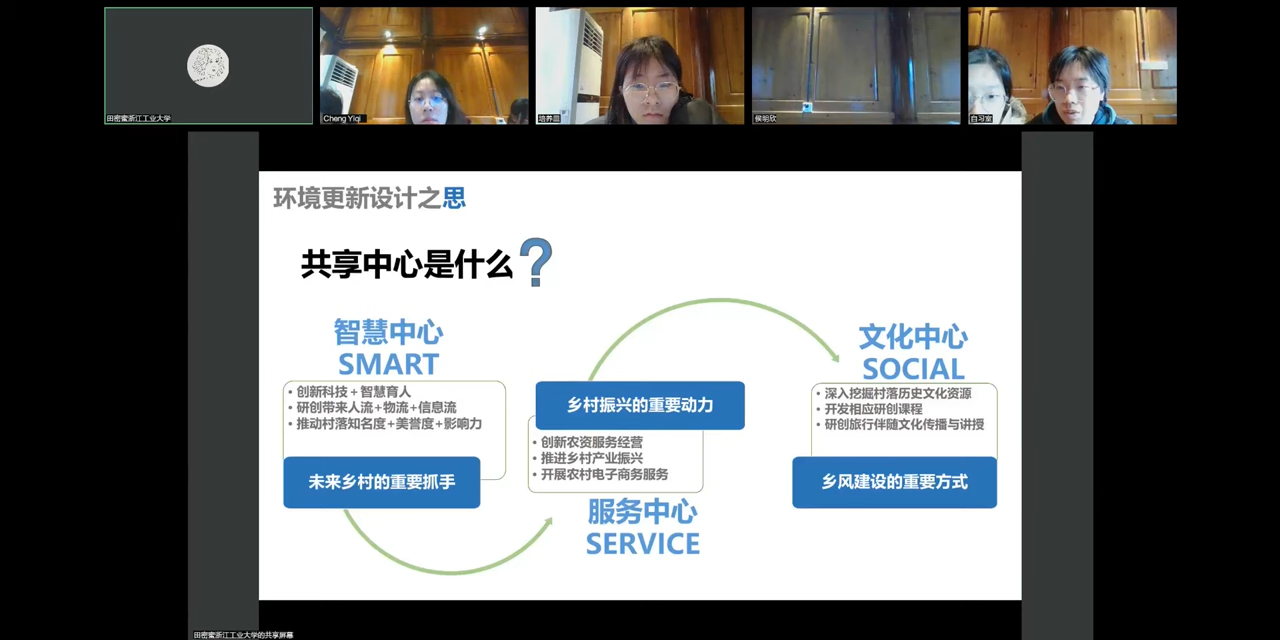 田密蜜浙江工业大学
Cheng Yiqi
培养皿
侯明欣
自习室
环境更新设计之思
共享中心是什么?
智慧中心
SMART
• 创新科技+智慧育人
• 研创带来人流+物流+信息流
• 推动村落知名度+美誉度+影响力
未来乡村的重要抓手
乡村振兴的重要动力
• 创新农资服务经营
• 推进乡村产业振兴
• 开展农村电子商务服务
服务中心
SERVICE
文化中心
SOCIAL
• 深入挖掘村落历史文化资源
• 开发相应研创课程
• 研创旅行伴随文化传播与讲授
乡风建设的重要方式
田密蜜浙江工业大学的共享屏幕